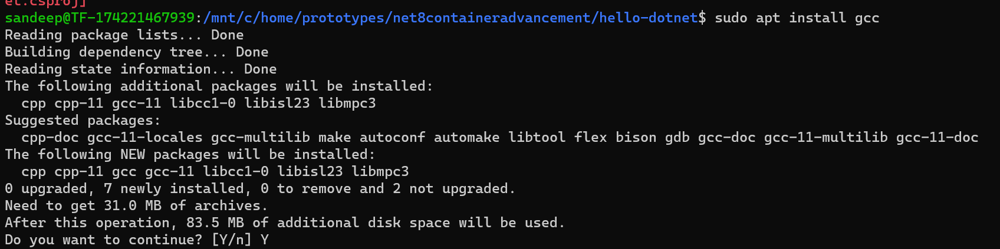 et.csproj]
sandeep@TF-174221467939:/mnt/c/home/prototypes/net8containeradvancement/hello-dotnet$ sudo apt install gcc
Reading package lists... Done
Building dependency tree... Done
Reading state information... Done
The following additional packages will be installed:
  cpp cpp-11 gcc-11 libcc1-0 libisl23 libmpc3
Suggested packages:
  cpp-doc gcc-11-locales gcc-multilib make autoconf automake libtool flex bison gdb gcc-doc gcc-11-multilib gcc-11-doc
The following NEW packages will be installed:
  cpp cpp-11 gcc gcc-11 libcc1-0 libisl23 libmpc3
0 upgraded, 7 newly installed, 0 to remove and 2 not upgraded.
Need to get 31.0 MB of archives.
After this operation, 83.5 MB of additional disk space will be used.
Do you want to continue? [Y/n] Y